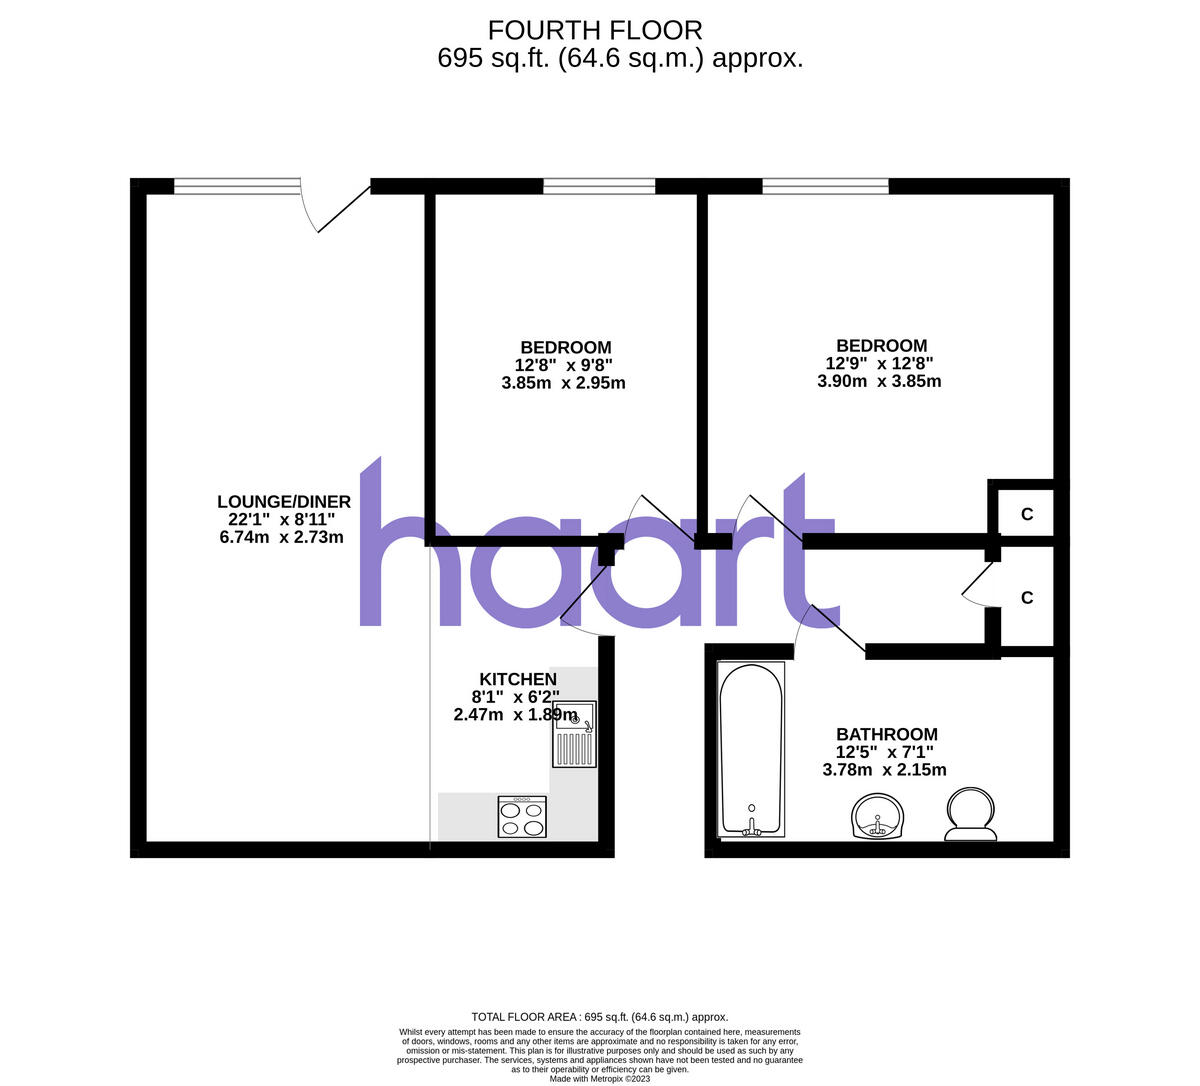 FOURTH FLOOR
695 sq.ft. (64.6 sq.m.) approx.
BEDROOM
12'8" x 9'8"
3.85m x 2.95m
BEDROOM
12'9" x 12'8"
3.90m x 3.85m
LOUNGE/DINER
22'1" x 8'11"
6.74m x 2.73m
haart
C
C
KITCHEN
8'1" x 6'2"
2.47m x 1.89m
BATHROOM
12'5" x 7'1"
3.78m x 2.15m
TOTAL FLOOR AREA : 695 sq.ft. (64.6 sq.m.) approx.
Whilst every attempt has been made to ensure the accuracy of the floorplan contained here, measurements
of doors, windows, rooms and any other items are approximate and no responsibility is taken for any error,
omission or mis-statement. This plan is for illustrative purposes only and should be used as such by any
prospective purchaser. The services, systems and appliances shown have not been tested and no guarantee
as to their operability or efficiency can be given.
Made with Metropix ©2023